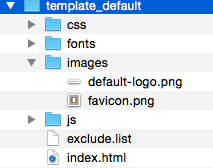 template_default
css
fonts
images
default-logo.png
favicon.png
js
exclude.list
index.html